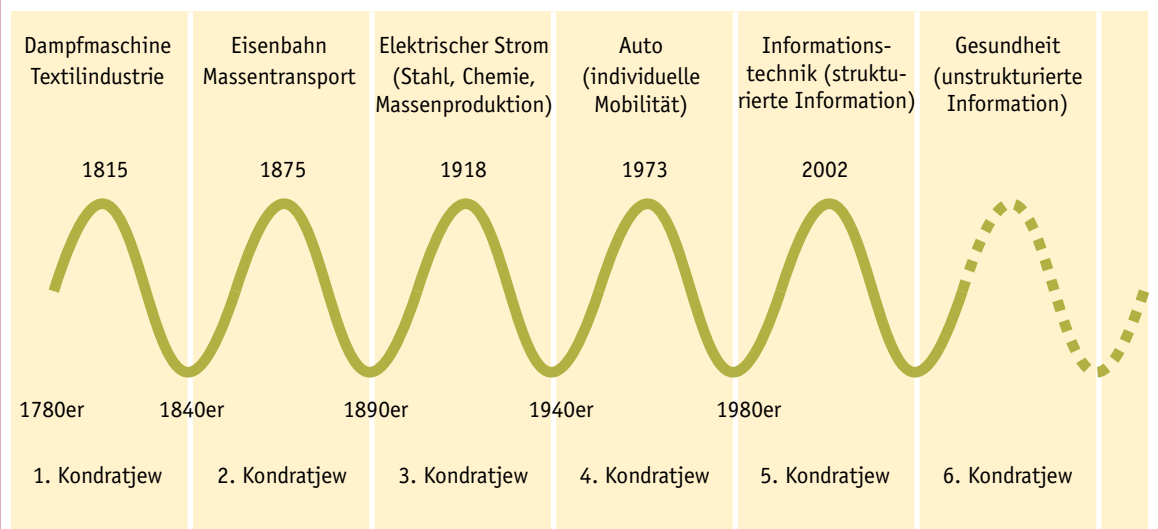 Dampfmaschine
Textilindustrie
Eisenbahn
Massentransport
Elektrischer Strom
(Stahl, Chemie,
Massenproduktion)
Auto
(individuelle
Mobilität)
Informations-
technik (struktu-
rierte Information)
Gesundheit
(unstrukturierte
Information)
1815
1875
1918
1973
2002
1780er
1840er
1890er
1940er
1980er
1. Kondratjew
2. Kondratjew
3. Kondratjew
4. Kondratjew
5. Kondratjew
6. Kondratjew